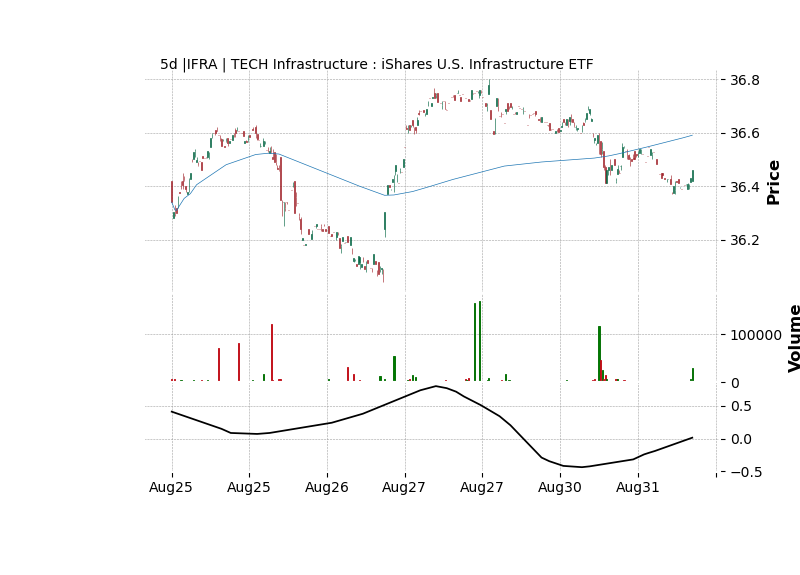 5d |IFRA | TECH Infrastructure : iShares U.S. Infrastructure ETF
36.8
36.6
36.4
36.2
Price
100000
0
Volume
0.5
0.0
−0.5
Aug25 Aug25 Aug26 Aug27 Aug27 Aug30 Aug31